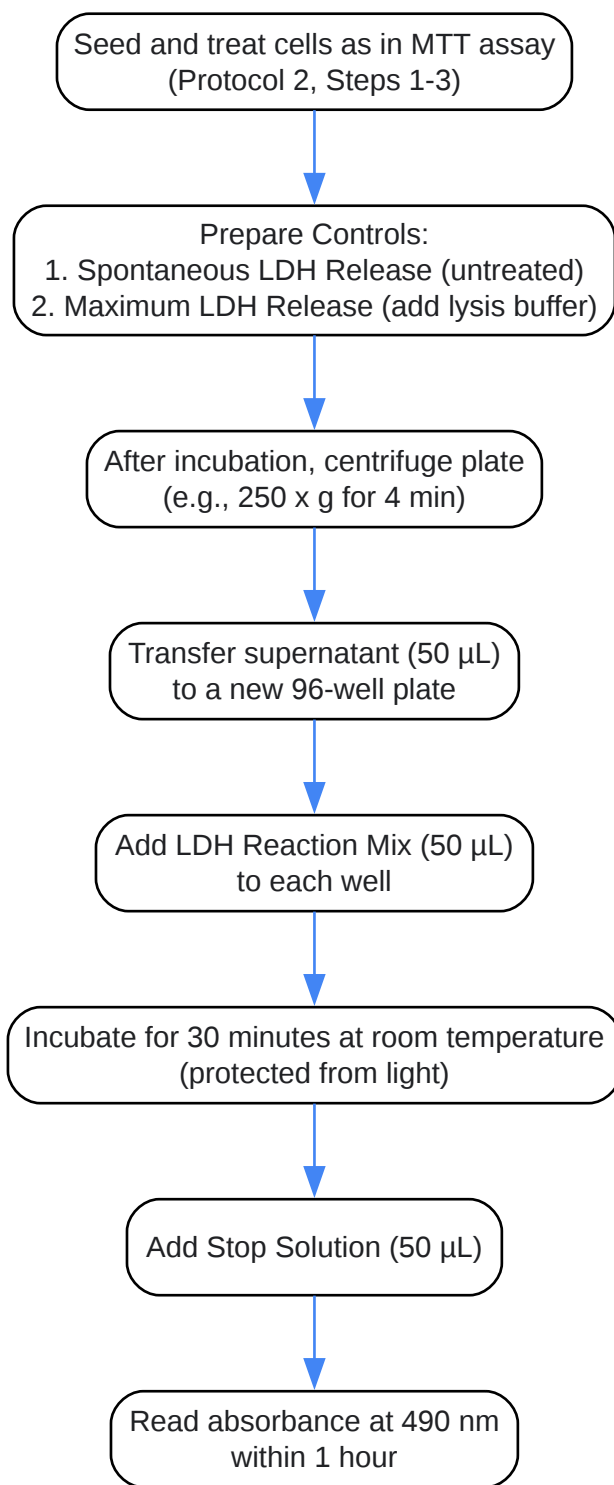 Seed and treat cells as in MTT assay
(Protocol 2, Steps 1-3)
Prepare Controls:
1. Spontaneous LDH Release (untreated)
2. Maximum LDH Release (add lysis buffer)
After incubation, centrifuge plate
(e.g., 250 x g for 4 min)
Transfer supernatant (50 µL)
to a new 96-well plate
Add LDH Reaction Mix (50 µL)
to each well
Incubate for 30 minutes at room temperature
(protected from light)
Add Stop Solution (50 µL)
Read absorbance at 490 nm
within 1 hour